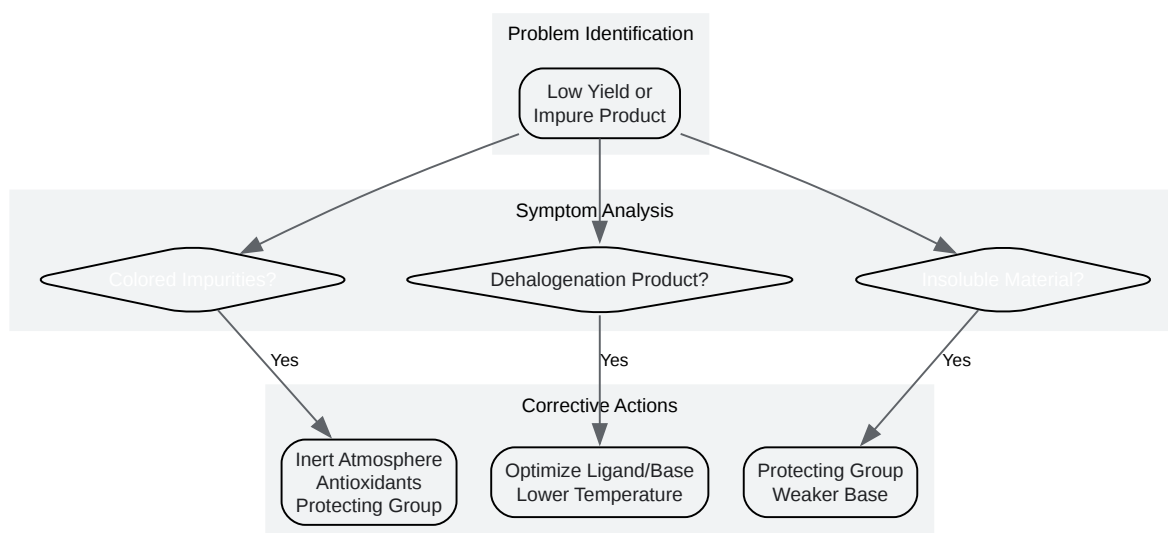 Problem Identification
Low Yield or
Impure Product
Symptom Analysis
Colored Impurities?
Dehalogenation Product?
Insoluble Material?
Yes
Yes
Yes
Corrective Actions
Inert Atmosphere
Antioxidants
Protecting Group
Optimize Ligand/Base
Lower Temperature
Protecting Group
Weaker Base